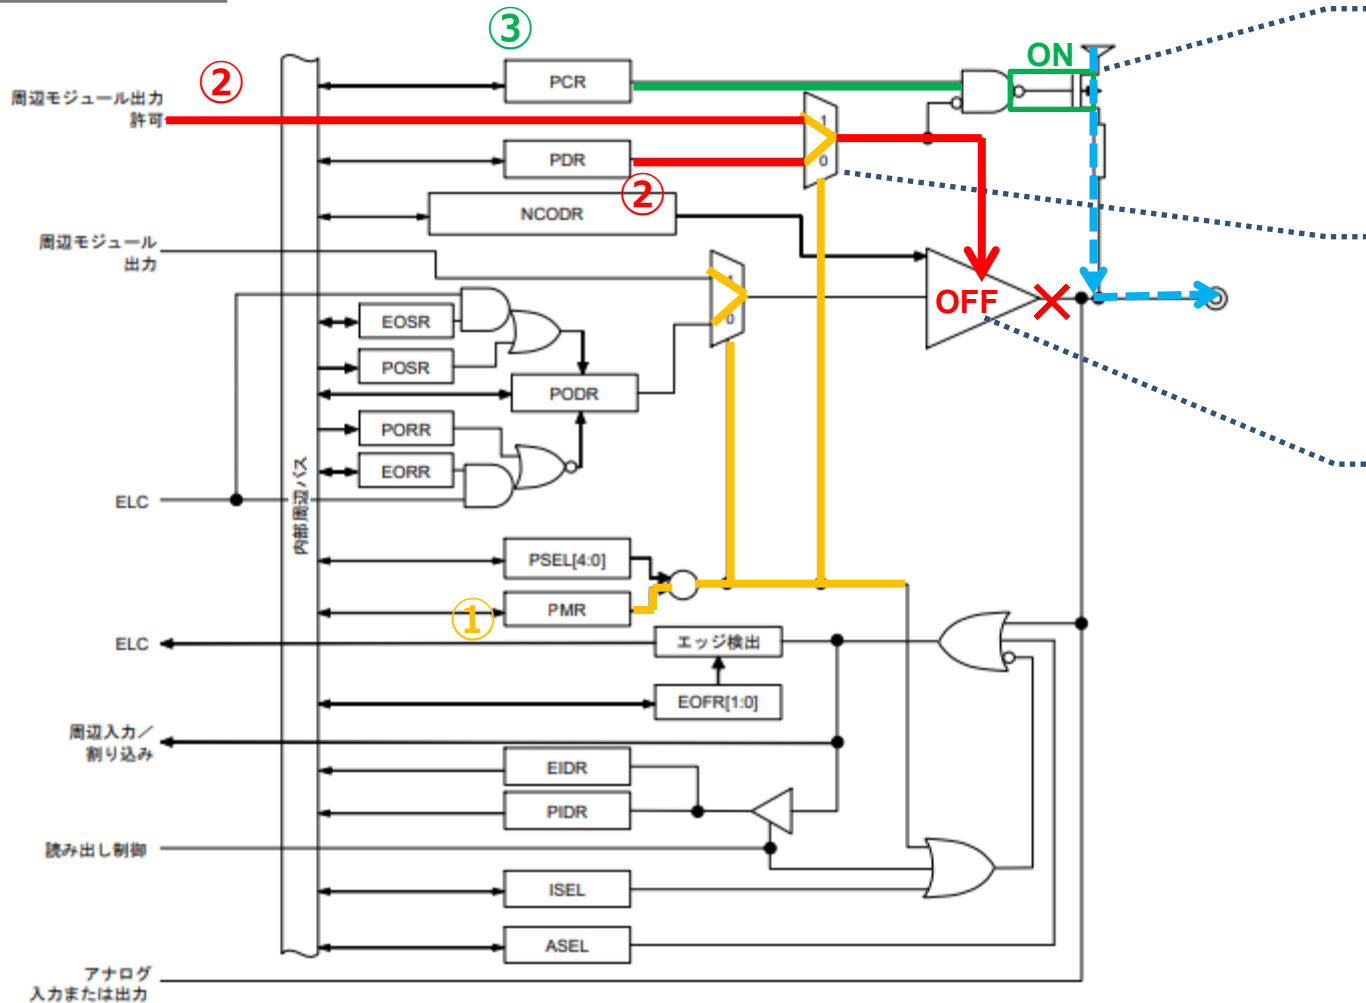 ③
ON
②
周辺モジュール出力
許可
PCR
1
PDR
0
②
NCODR
周辺モジュール
出力
1
OFF
0
EOSR
POSR
PODR
PORR
EORR
内部周辺バス
ELC
PSEL[4:0]
①
PMR
ELC
エッジ検出
EOFR[1:0]
周辺入力／
割り込み
EIDR
PIDR
読み出し制御
ISEL
ASEL
アナログ
入力または出力